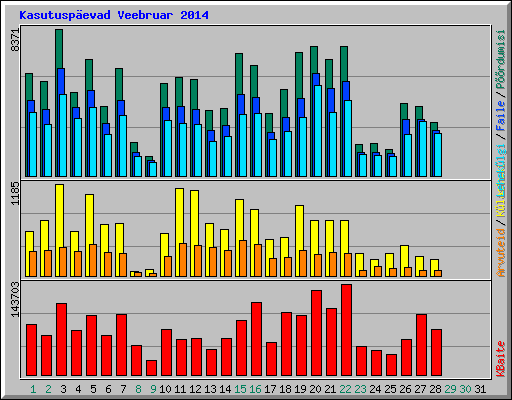 Kasutuspäevad Veebruar 2014
8371
1185
143703
Pöördumisi / Faile / Lehekülgi
Külaskäike / Arvuteid
KBaite
1 2 3 4 5 6 7 8 9 10 11 12 13 14 15 16 17 18 19 20 21 22 23 24 25 26 27 28 29 30 31